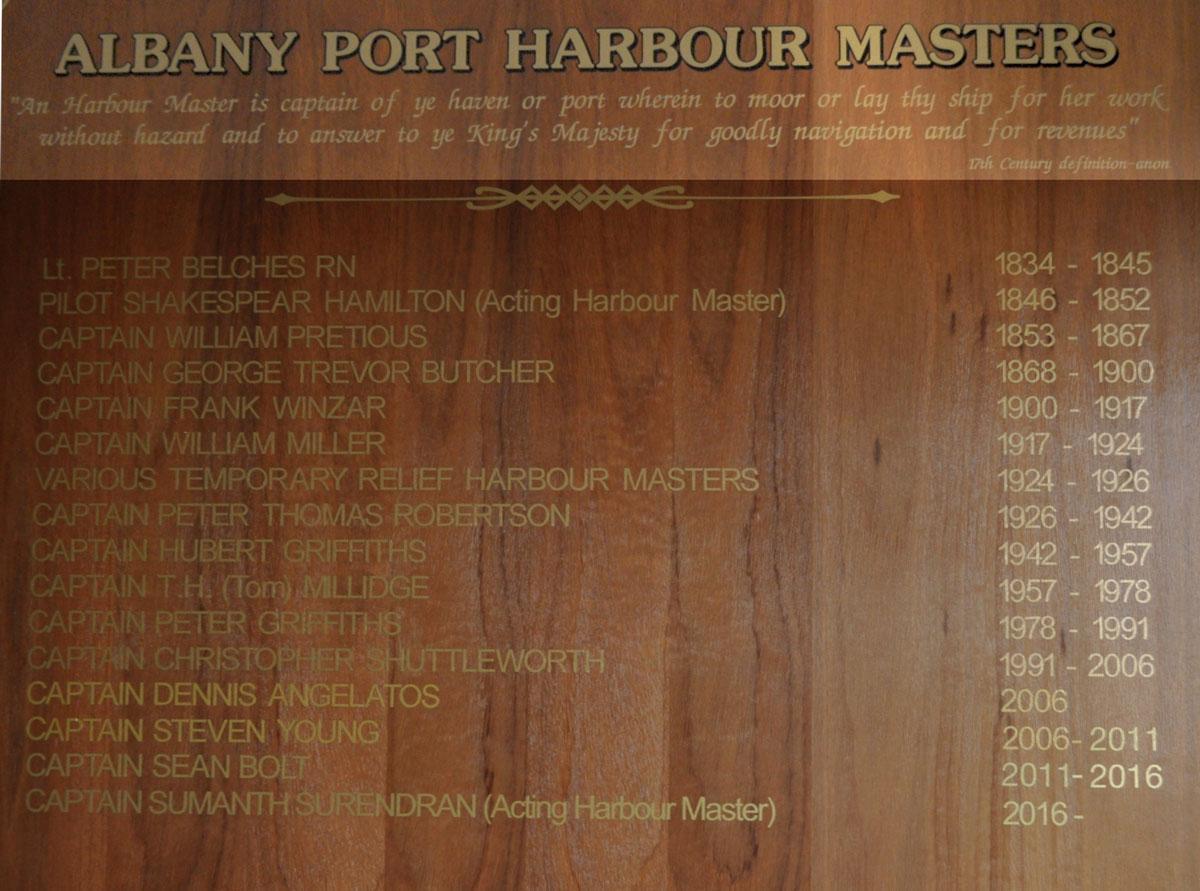 ALBANY PORT HARBOUR MASTERS
"An Harbour Master is captain of ye haven or port wherein to moor or lay thy ship for her work
without hazard and to answer to ye King's Majesty for goodly navigation and for revenues"
17th Century definition-anon
Lt. PETER BELCHES RN 1834 - 1845
PILOT SHAKESPEAR HAMILTON (Acting Harbour Master) 1846 - 1852
CAPTAIN WILLIAM PRETIOUS 1853 - 1867
CAPTAIN GEORGE TREVOR BUTCHER 1868 - 1900
CAPTAIN FRANK WINZAR 1900 - 1917
CAPTAIN WILLIAM MILLER 1917 - 1924
VARIOUS TEMPORARY RELIEF HARBOUR MASTERS 1924 - 1926
CAPTAIN PETER THOMAS ROBERTSON 1926 - 1942
CAPTAIN HUBERT GRIFFITHS 1942 - 1957
CAPTAIN T.H. (Tom) MILLIDGE 1957 - 1978
CAPTAIN PETER GRIFFITHS 1978 - 1991
CAPTAIN CHRISTOPHER SHUTTLEWORTH 1991 - 2006
CAPTAIN DENNIS ANGELATOS 2006
CAPTAIN STEVEN YOUNG 2006- 2011
CAPTAIN SEAN BOLT 2011- 2016
CAPTAIN SUMANTH SURENDRAN (Acting Harbour Master) 2016 -